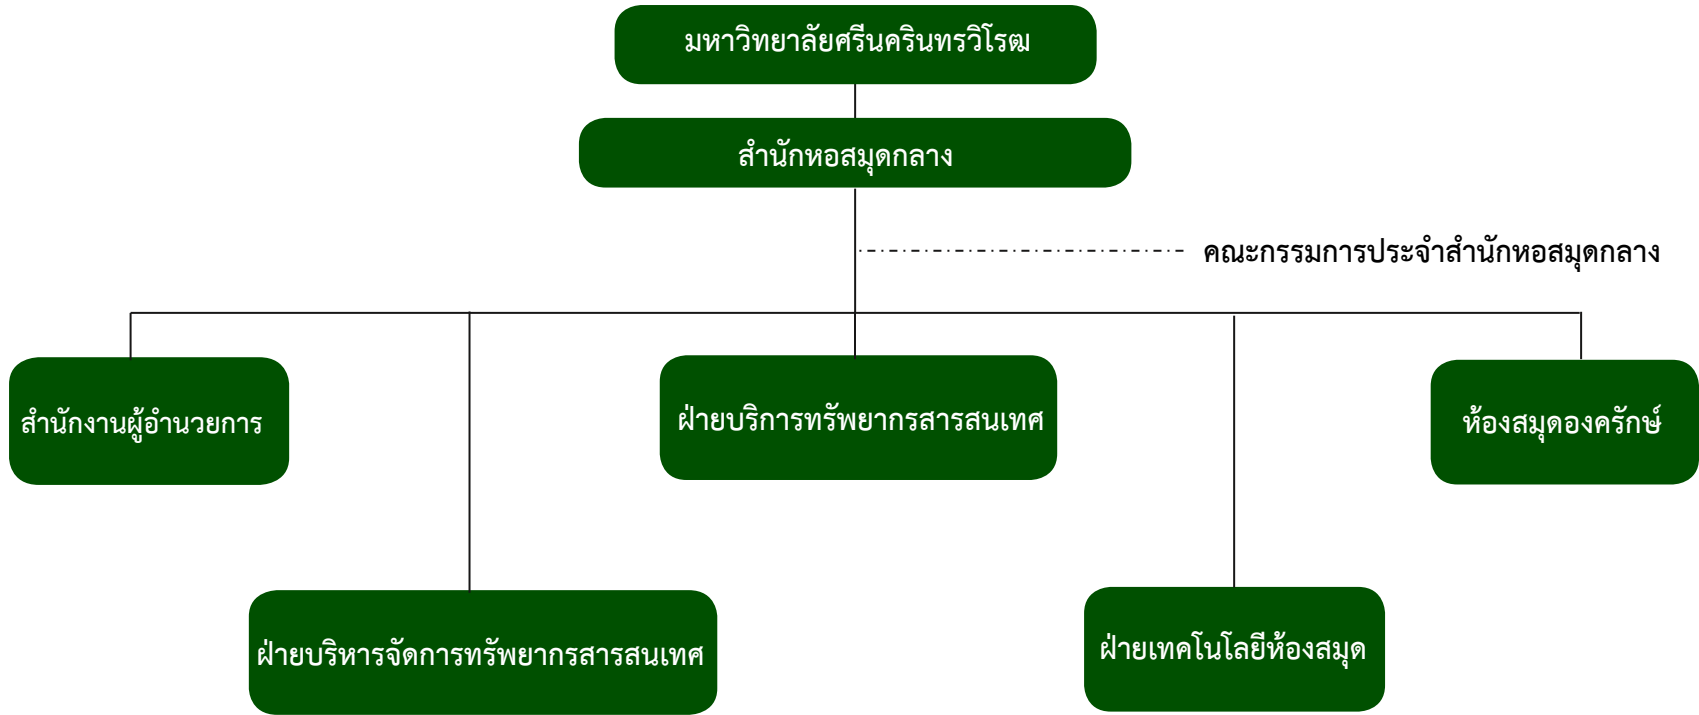 มหาวิทยาลัยศรีนครินทรวิโรฒ
สำนักหอสมุดกลาง
คณะกรรมการประจำสำนักหอสมุดกลาง
สำนักงานผู้อำนวยการ
ฝ่ายบริการทรัพยากรสารสนเทศ
ห้องสมุดองครักษ์
ฝ่ายบริหารจัดการทรัพยากรสารสนเทศ
ฝ่ายเทคโนโลยีห้องสมุด